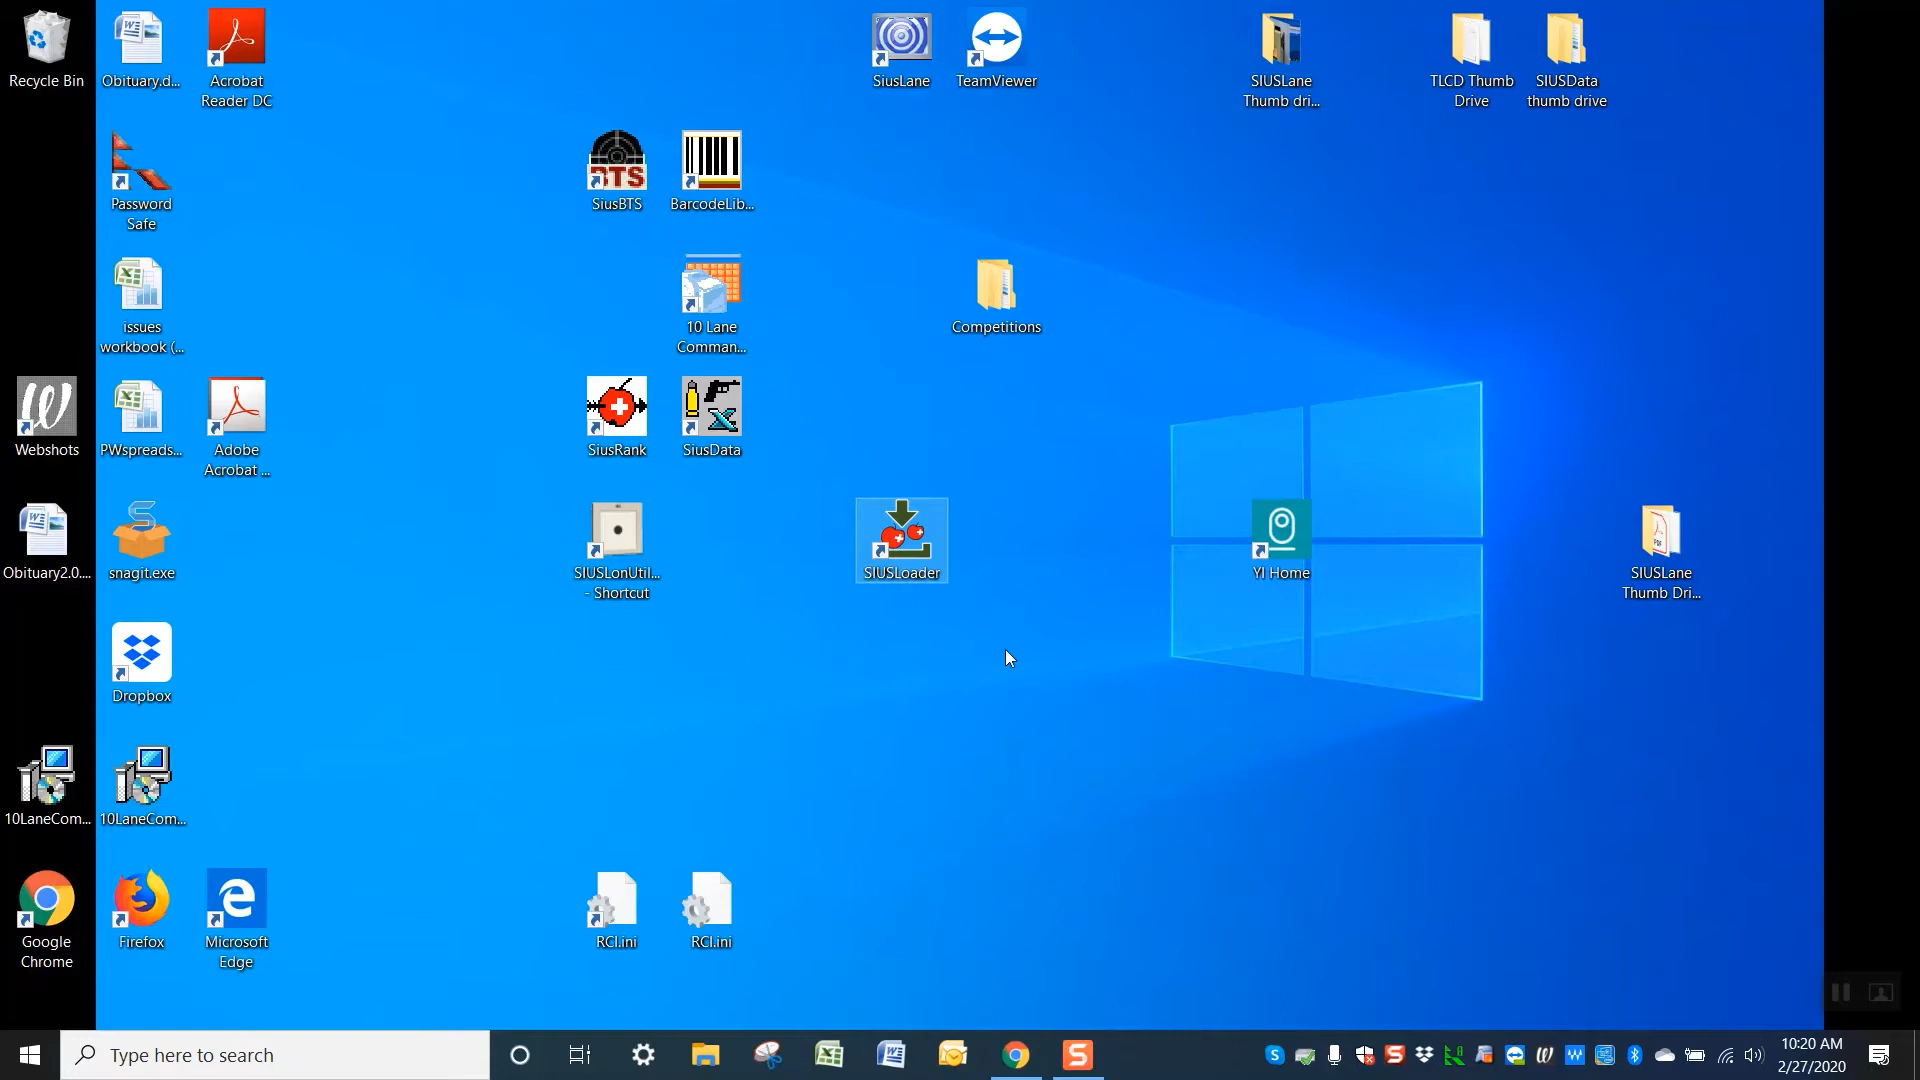 Recycle Bin
Obituary.d...
Acrobat
Reader DC
SiusLane
TeamViewer
SIUSLane
Thumb dri...
TLCD Thumb
Drive
SIUSData
thumb drive
Password
Safe
BTS
SiusBTS
BarcodeLib...
issues
workbook (...
10 Lane
Comman...
Competitions
Webshots
PWspreads...
Adobe
Acrobat ...
SiusRank
SiusData
Obituary2.0....
snagit.exe
SIUSLonUtil...
- Shortcut
SIUSLoader
YI Home
PDF
SIUSLane
Thumb Dri...
Dropbox
10LaneCom...
10LaneCom...
Google
Chrome
Firefox
Microsoft
Edge
RCI.ini
RCI.ini
Type here to search
10:20 AM
2/27/2020